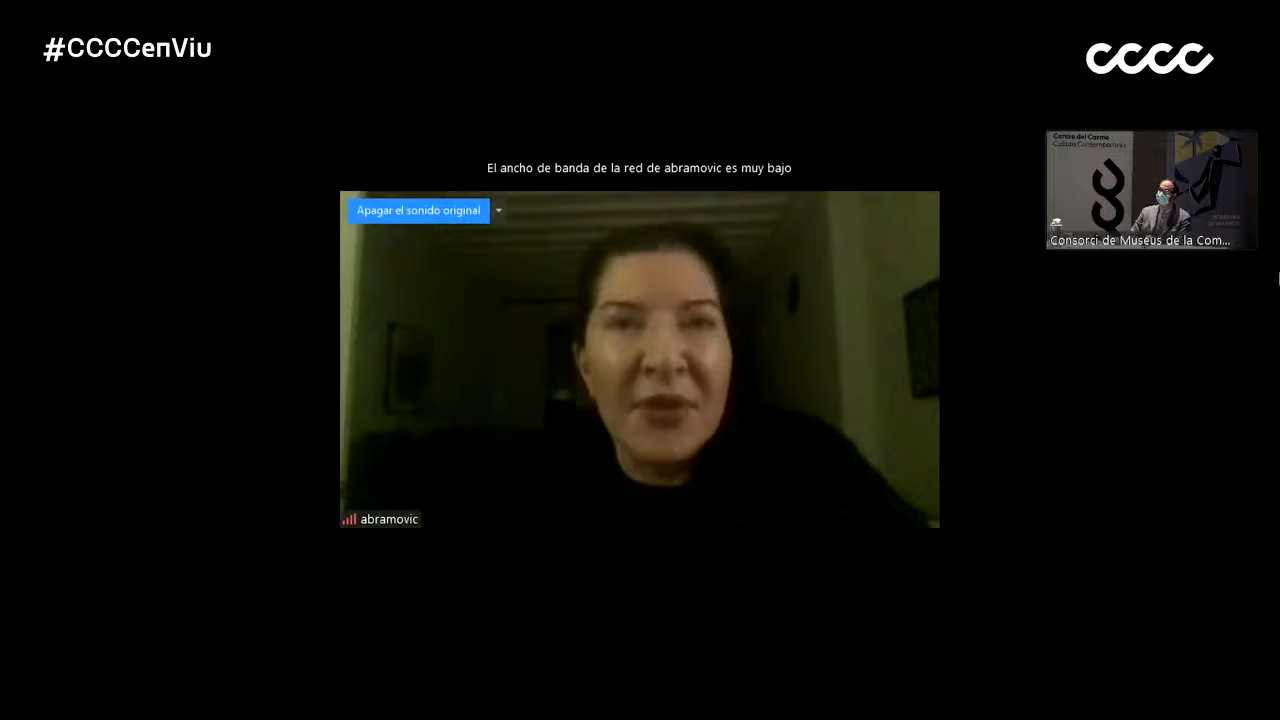 #CCCCenViu
cccc
El ancho de banda de la red de abramovic es muy bajo
Apagar el sonido original
abramovic
Centre del Carme
Cultura Contemporània
Consorci de Museus de la Com...